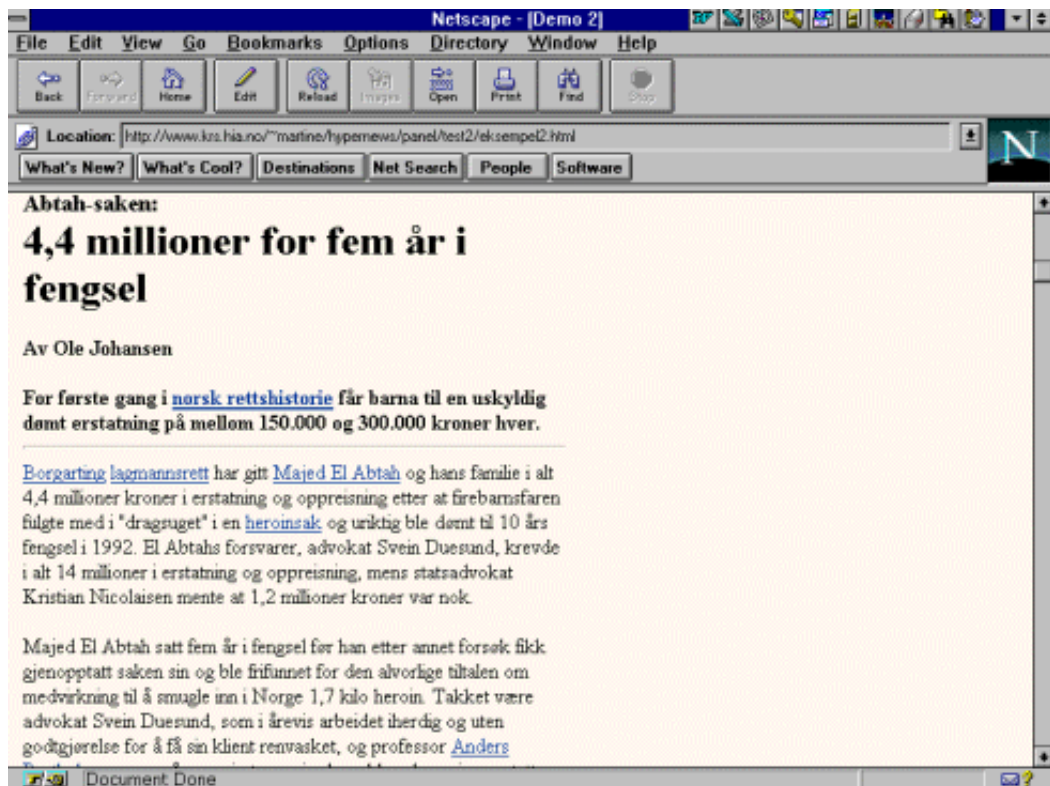 Netscape - [Demo 2]
File Edit View Go Bookmarks Options Directory Window Help
Back Forward Home Edit Reload Images Open Print Find Stop
Location: http://www.krs.hia.no/~martine/hypernews/panel/test2/eksempel2.html
N
What's New? What's Cool? Destinations Net Search People Software
Abtah-saken:
4,4 millioner for fem år i
fengsel
Av Ole Johansen
For første gang i norsk rettshistorie får barna til en uskyldig
dømt erstatning på mellom 150.000 og 300.000 kroner hver.
Borgarting lagmannsrett har gitt Majed El Abtah og hans familie i alt
4,4 millioner kroner i erstatning og oppreisning etter at firebarnsfaren
fulgte med i "dragsuget" i en heroinsak og uriktig ble dømt til 10 års
fengsel i 1992. El Abtahs forsvarer, advokat Svein Duesund, krevde
i alt 14 millioner i erstatning og oppreisning, mens statsadvokat
Kristian Nicolaisen mente at 1,2 millioner kroner var nok.
Majed El Abtah satt fem år i fengsel før han etter annet forsøk fikk
gjenopptatt saken sin og ble frifunnet for den alvorlige tiltalen om
medvirkning til å smugle inn i Norge 1,7 kilo heroin. Takket være
advokat Svein Duesund, som i årevis arbeidet iherdig og uten
godtgjørelse for å få sin klient renvasket, og professor Anders
Document Done